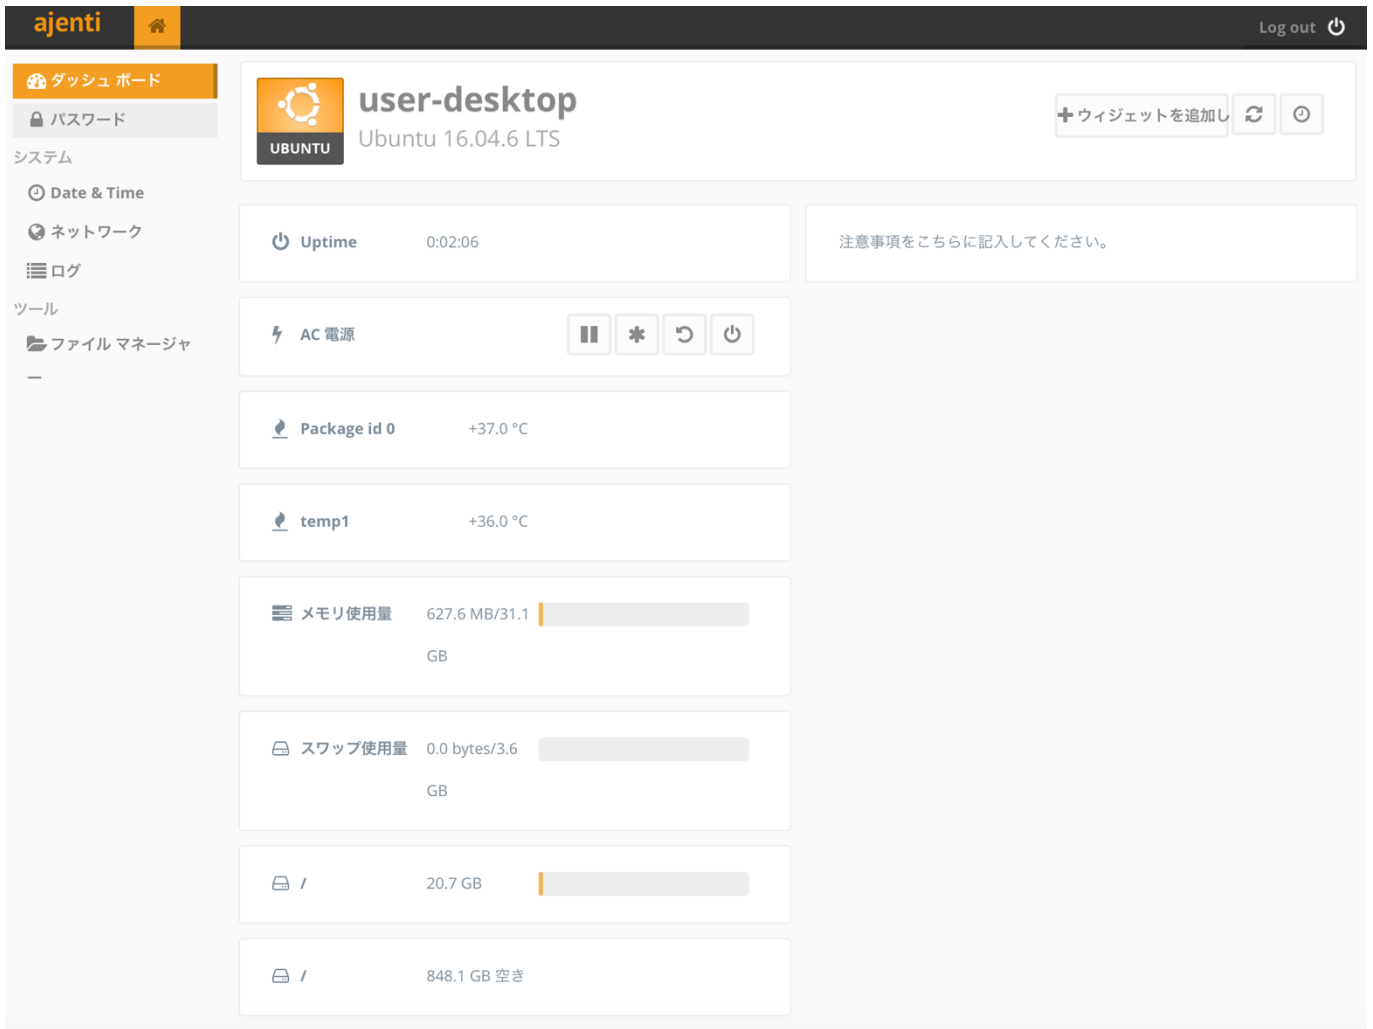 ajenti
Log out
ダッシュ ボード
パスワード
システム
Date & Time
ネットワーク
ログ
ツール
ファイル マネージャ
ー
UBUNTU
user-desktop
Ubuntu 16.04.6 LTS
ウィジェットを追加し
Uptime 0:02:06
注意事項をこちらに記入してください。
AC 電源
Package id 0 +37.0 °C
temp1 +36.0 °C
メモリ使用量 627.6 MB/31.1
GB
スワップ使用量 0.0 bytes/3.6
GB
/ 20.7 GB
/ 848.1 GB 空き